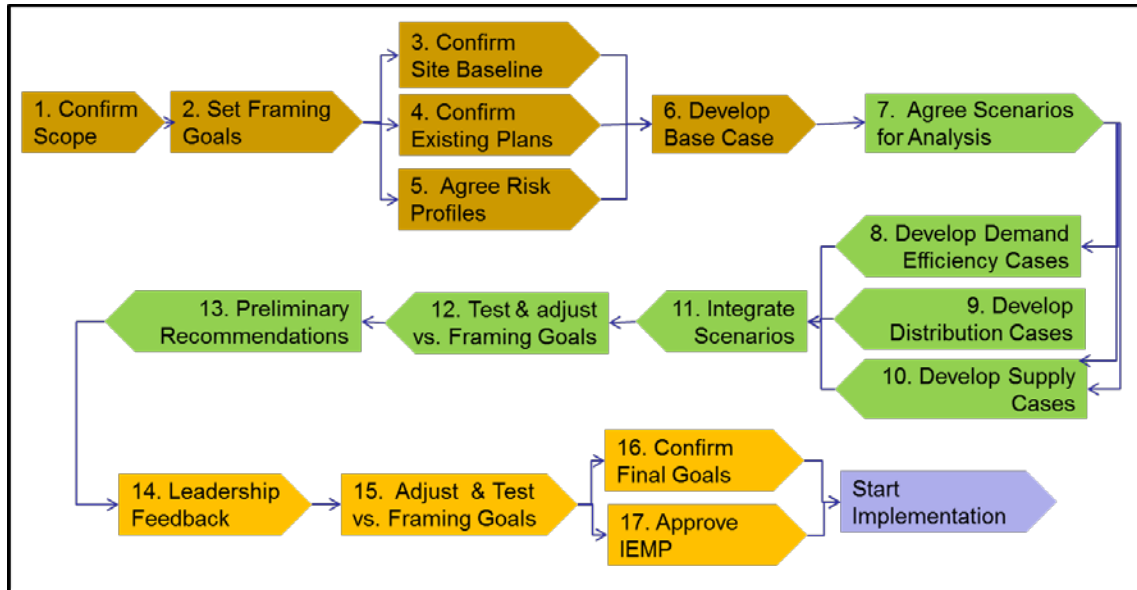 1. Confirm
Scope
2. Set Framing
Goals
3. Confirm
Site Baseline
4. Confirm
Existing Plans
5. Agree Risk
Profiles
6. Develop
Base Case
7. Agree Scenarios
for Analysis
8. Develop Demand
Efficiency Cases
9. Develop
Distribution Cases
10. Develop Supply
Cases
11. Integrate
Scenarios
12. Test & adjust
vs. Framing Goals
13. Preliminary
Recommendations
14. Leadership
Feedback
15. Adjust & Test
vs. Framing Goals
16. Confirm
Final Goals
17. Approve
IEMP
Start
Implementation